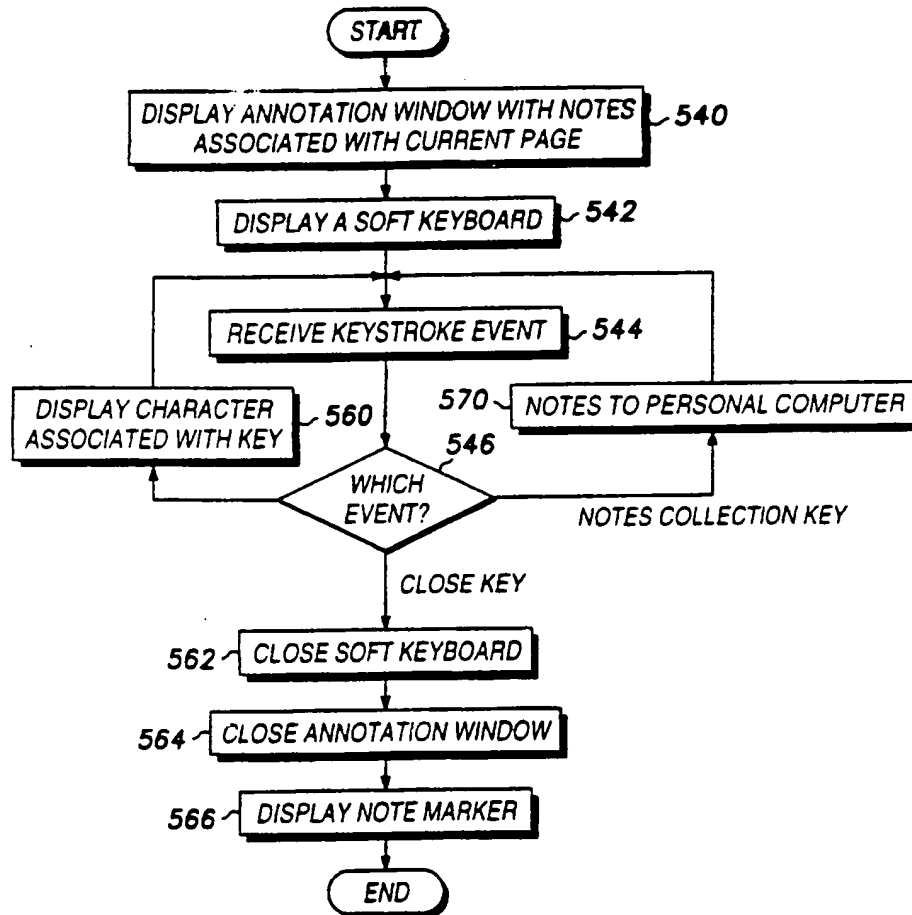 START
DISPLAY ANNOTATION WINDOW WITH NOTES
ASSOCIATED WITH CURRENT PAGE
540
DISPLAY A SOFT KEYBOARD
542
RECEIVE KEYSTROKE EVENT
544
DISPLAY CHARACTER
ASSOCIATED WITH KEY
560
570
NOTES TO PERSONAL COMPUTER
546
WHICH
EVENT?
NOTES COLLECTION KEY
CLOSE KEY
562
CLOSE SOFT KEYBOARD
564
CLOSE ANNOTATION WINDOW
566
DISPLAY NOTE MARKER
END